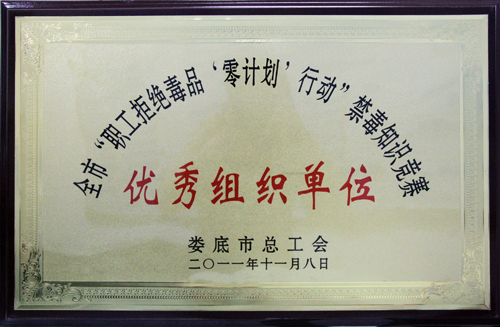 全市“职工拒绝毒品‘零计划’行动”禁毒知识竞赛
优秀组织单位
娄底市总工会
二〇一一年十一月八日